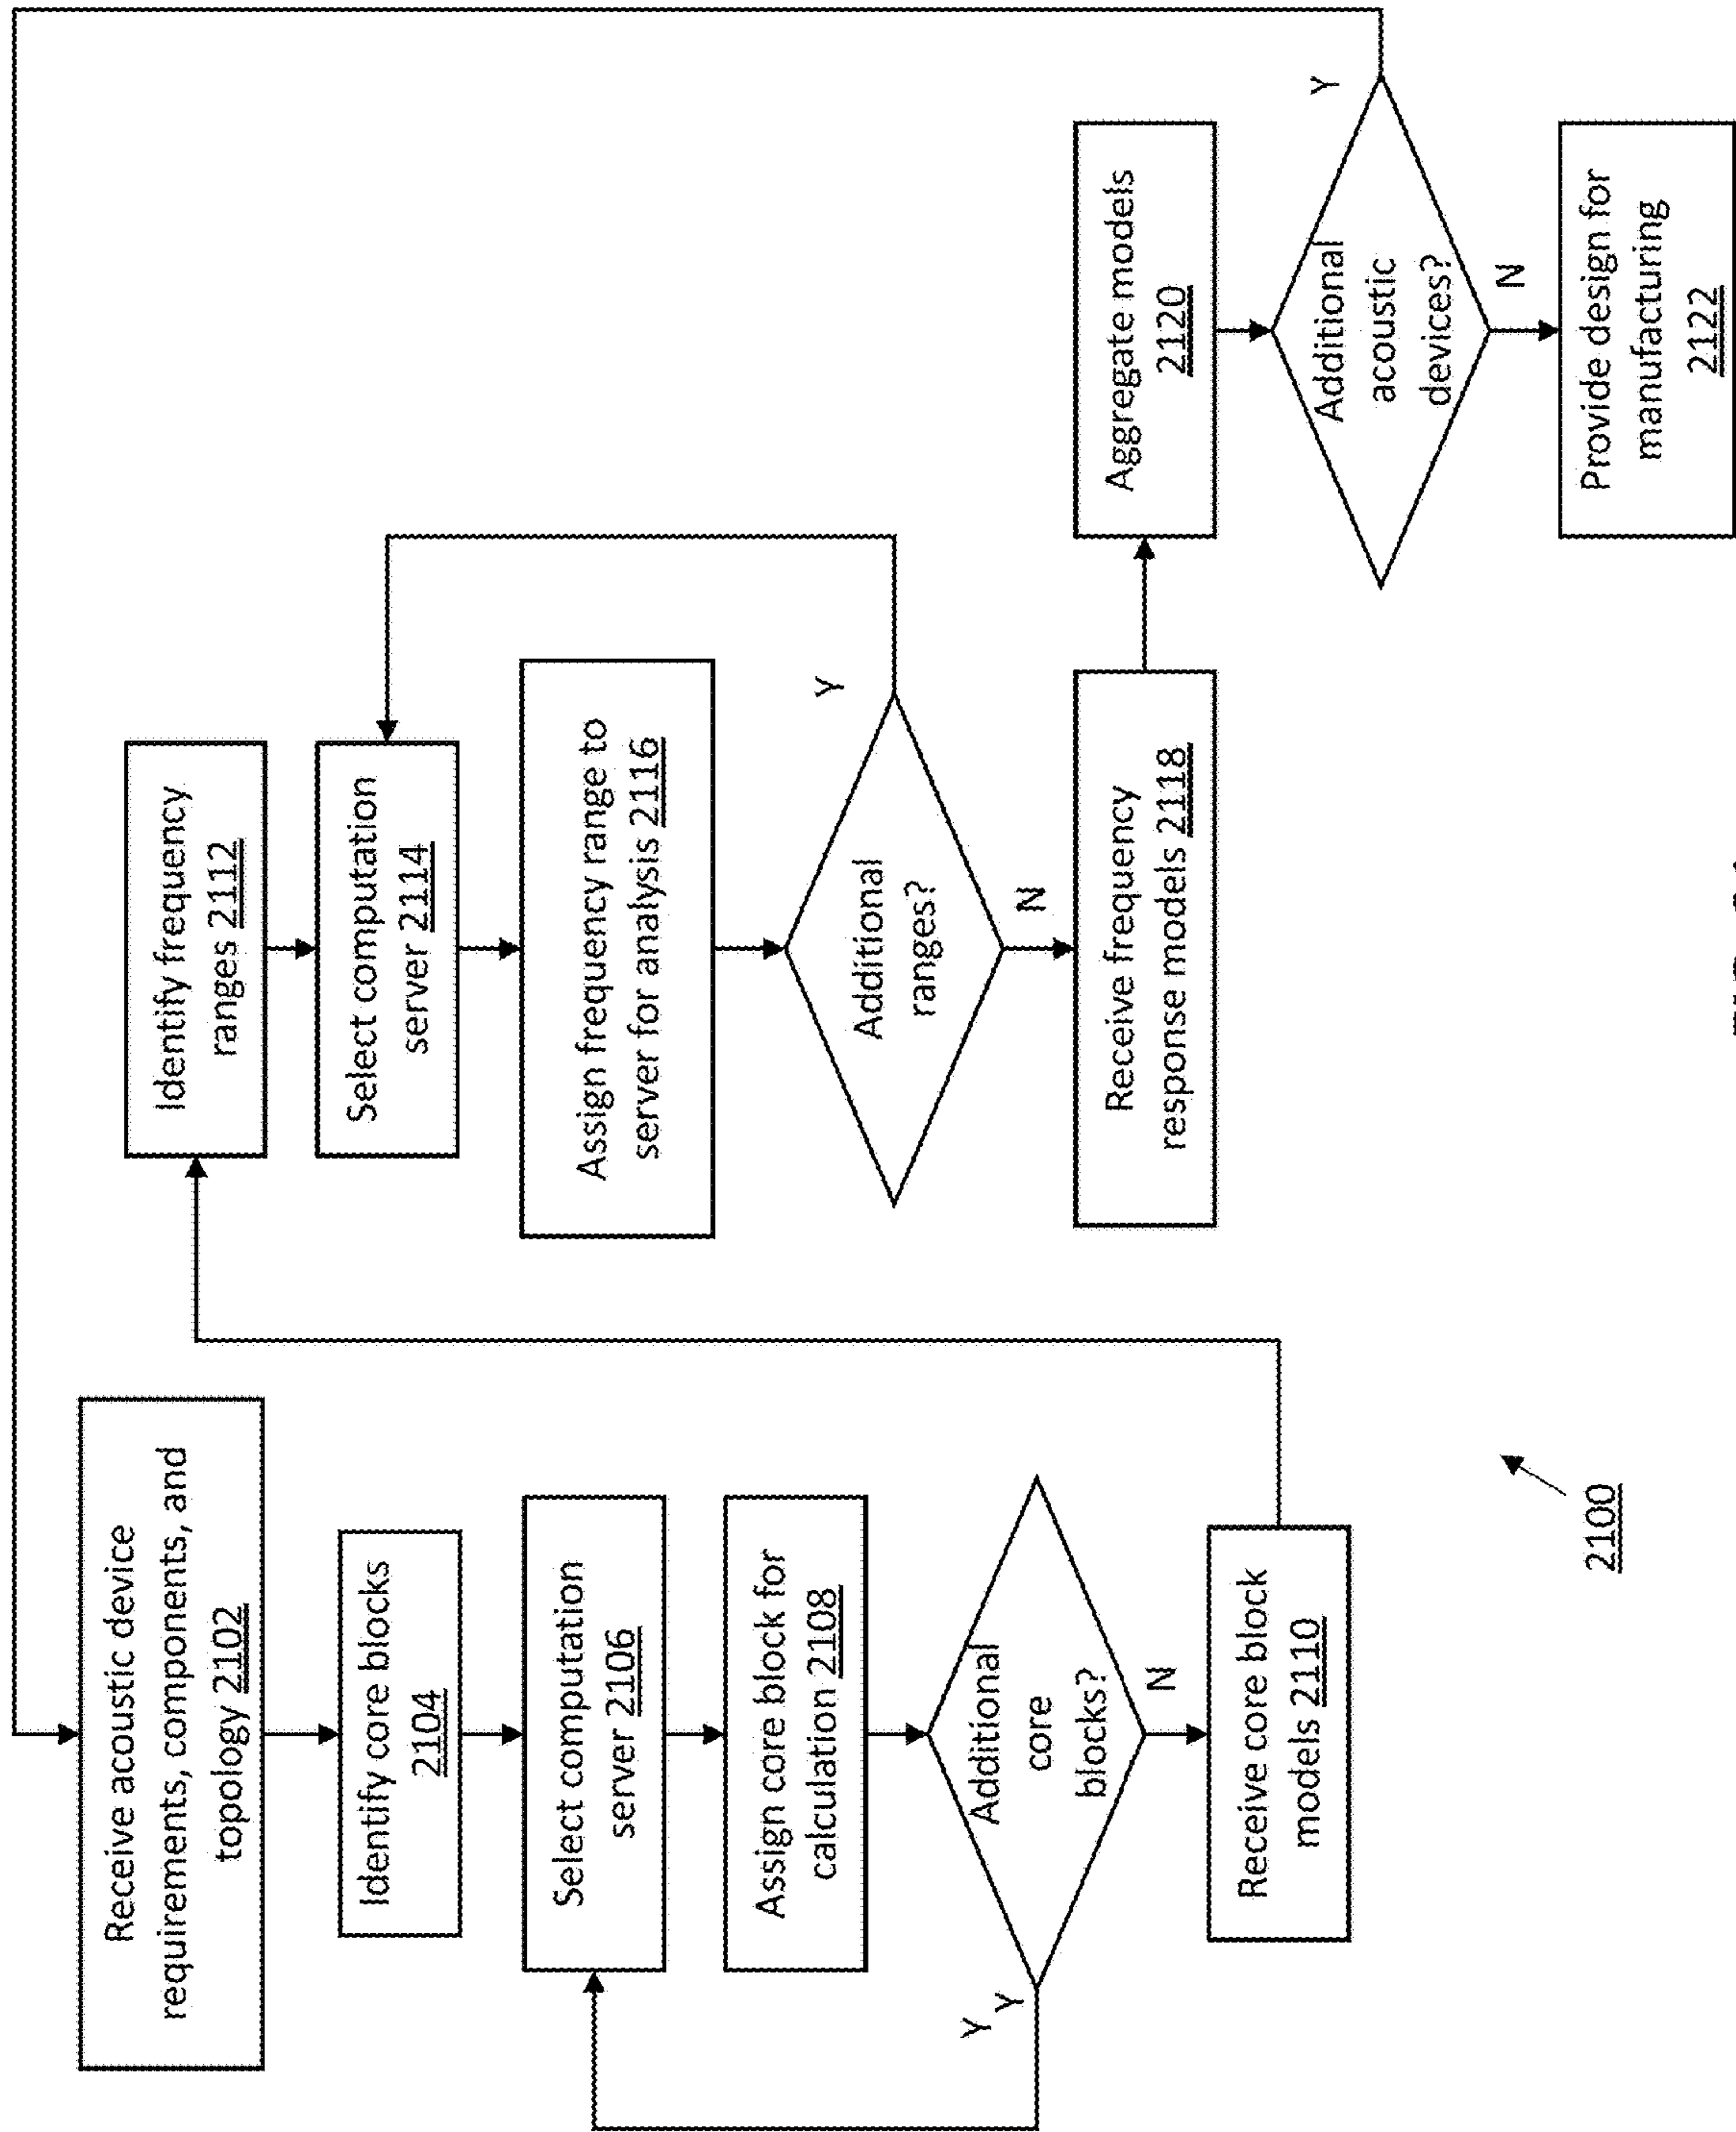 Receive acoustic device
requirements, components, and
topology 2102
Identify core blocks
2104
Select computation
server 2106
Assign core block for
calculation 2108
Additional
core
blocks?
Y
Y
N
Receive core block
models 2110
Identify frequency
ranges 2112
Select computation
server 2114
Assign frequency range to
server for analysis 2116
Additional
ranges?
Y
N
Receive frequency
response models 2118
Aggregate models
2120
Additional
acoustic
devices?
Y
N
Provide design for
manufacturing
2122
2100